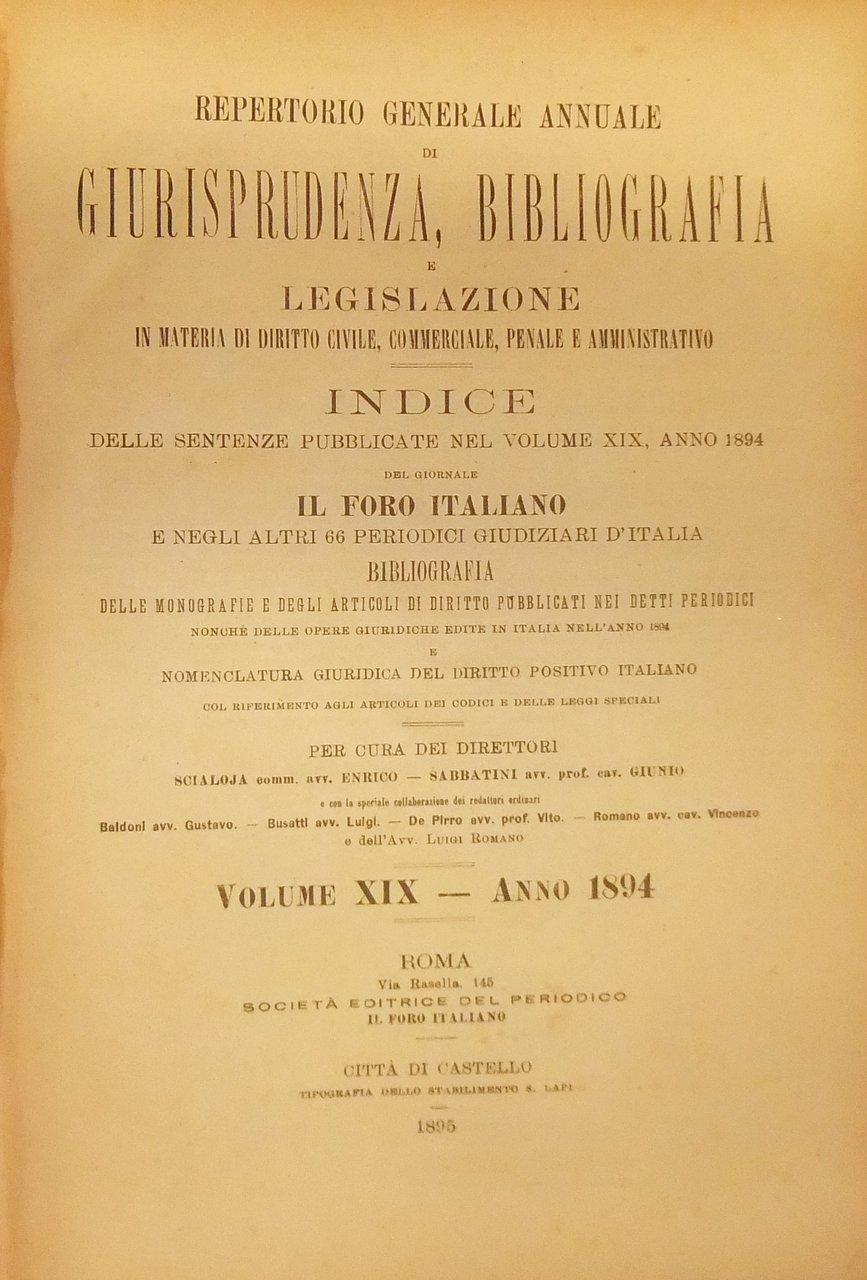 REPERTORIO GENERALE ANNUALE
DI
GIURISPRUDENZA, BIBLIOGRAFIA
E
LEGISLAZIONE
IN MATERIA DI DIRITTO CIVILE, COMMERCIALE, PENALE E AMMINISTRATIVO
INDICE
DELLE SENTENZE PUBBLICATE NEL VOLUME XIX, ANNO 1894
DEL GIORNALE
IL FORO ITALIANO
E NEGLI ALTRI 66 PERIODICI GIUDIZIARI D'ITALIA
BIBLIOGRAFIA
DELLE MONOGRAFIE E DEGLI ARTICOLI DI DIRITTO PUBBLICATI NEI DETTI PERIODICI
NONCHÈ DELLE OPERE GIURIDICHE EDITE IN ITALIA NELL'ANNO 1894
E
NOMENCLATURA GIURIDICA DEL DIRITTO POSITIVO ITALIANO
COL RIFERIMENTO AGLI ARTICOLI DEI CODICI E DELLE LEGGI SPECIALI
PER CURA DEI DIRETTORI
SCIALOJA comm. avv. ENRICO — SABBATINI avv. prof. cav. GIUNIO
e con la speciale collaborazione dei redattori ordinari
Baldoni avv. Gustavo. — Busatti avv. Luigi. — De Pirro avv. prof. Vito. — Romano avv. cav. Vincenzo
e dell'Avv. LUIGI ROMANO
VOLUME XIX — ANNO 1894
ROMA
Via Rasella, 145
SOCIETÀ EDITRICE DEL PERIODICO
IL FORO ITALIANO
CITTÀ DI CASTELLO
TIPOGRAFIA DELLO STABILIMENTO S. LAPI
1895